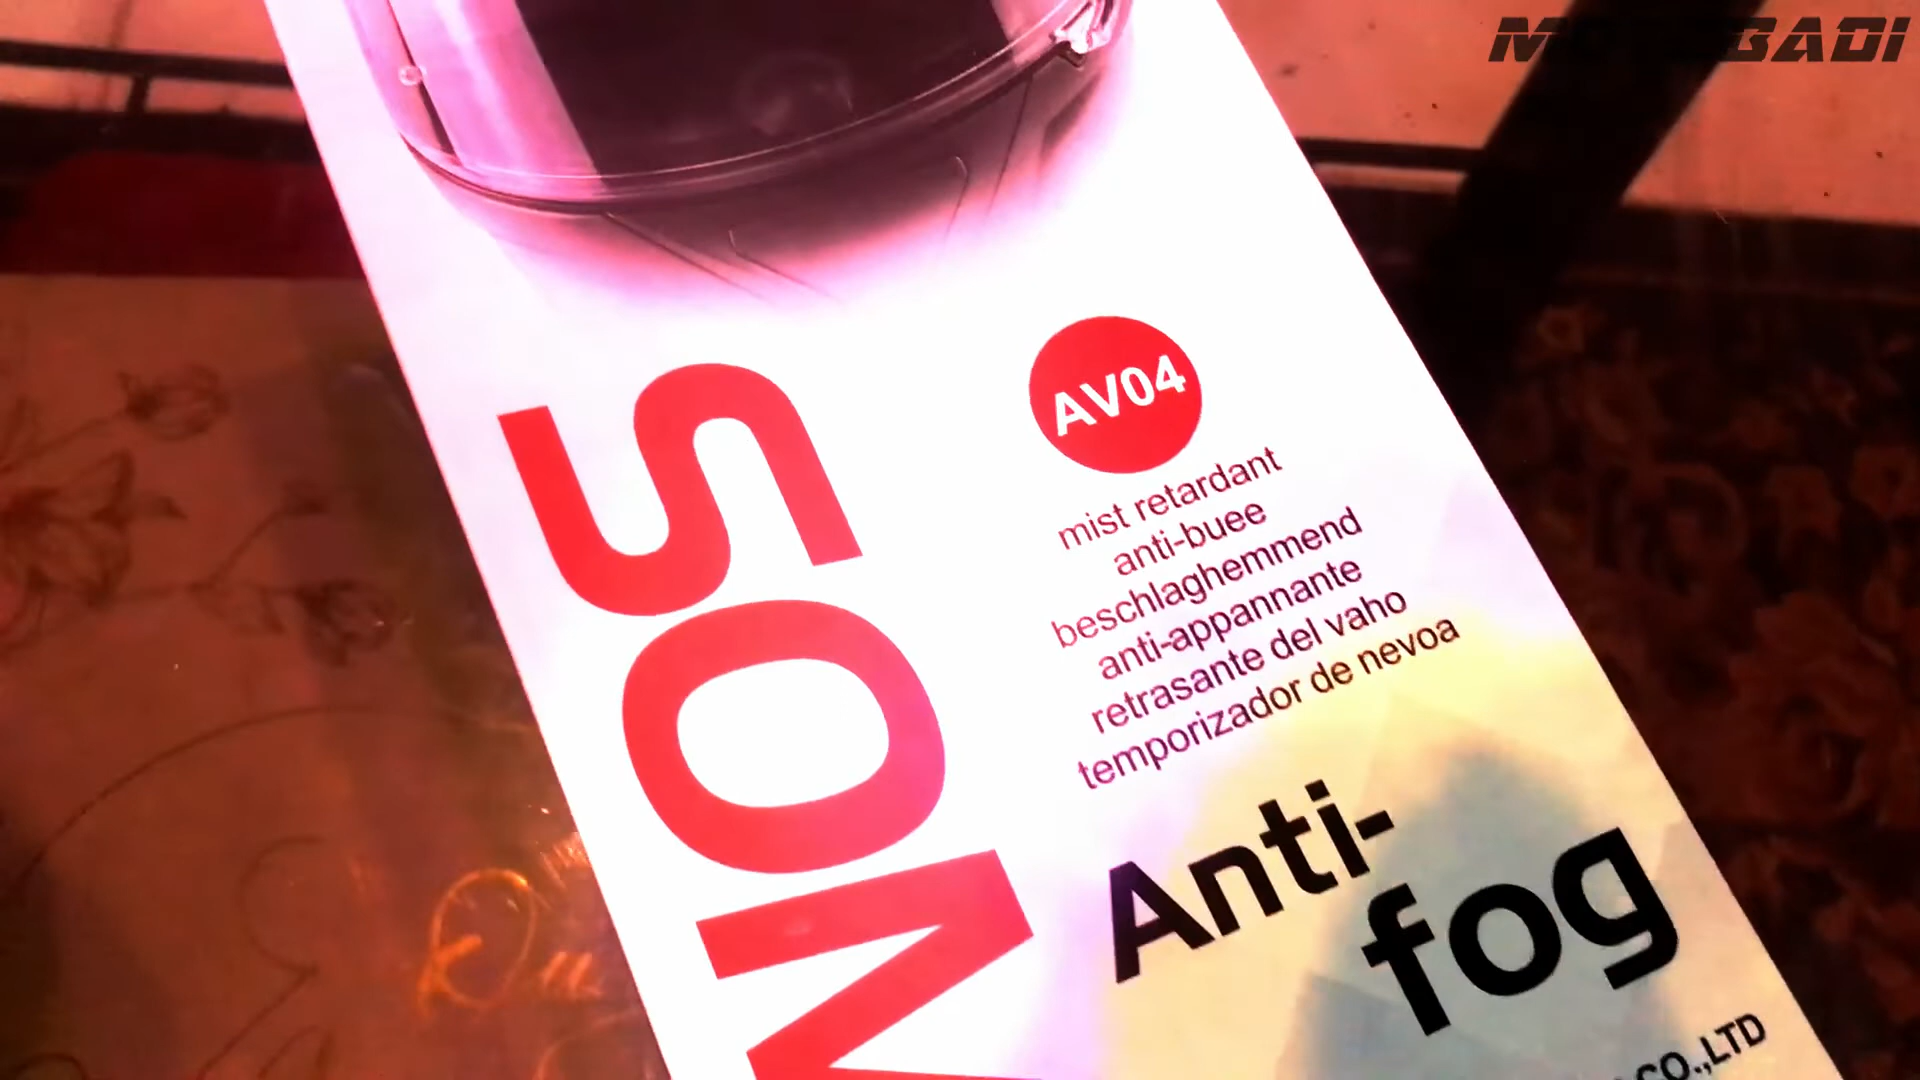 MOTOBADI
AV04
mist retardant
anti-buee
beschlaghemmend
anti-appannante
retrasante del vaho
temporizador de nevoa
SOM
Anti-
fog
CO.,LTD